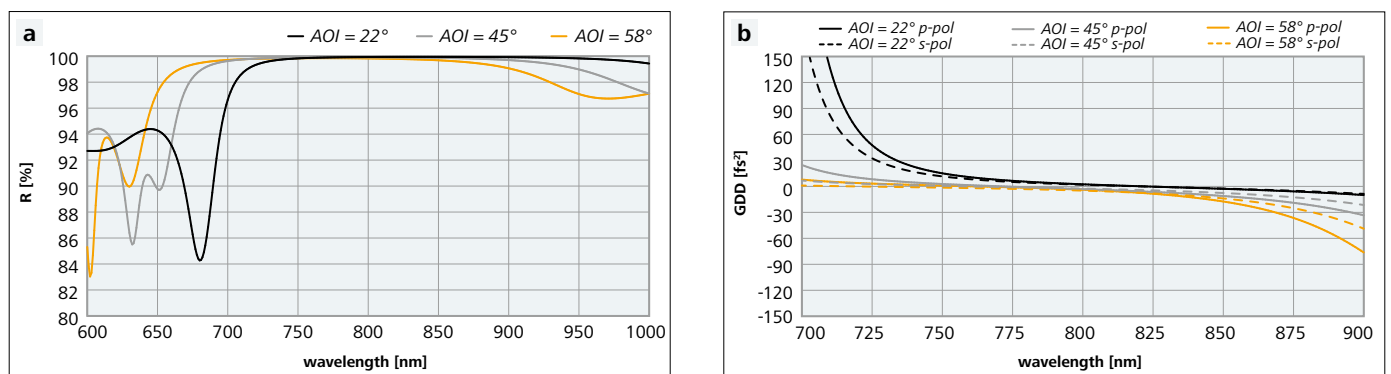 a
AOI = 22° AOI = 45° AOI = 58°
100
98
96
94
92
90
88
86
84
82
80
R [%]
600 650 700 750 800 850 900 950 1000
wavelength [nm]
b
AOI = 22° p-pol AOI = 45° p-pol AOI = 58° p-pol
AOI = 22° s-pol AOI = 45° s-pol AOI = 58° s-pol
150
120
90
60
30
0
-30
-60
-90
-120
-150
GDD [fs²]
700 725 750 775 800 825 850 875 900
wavelength [nm]